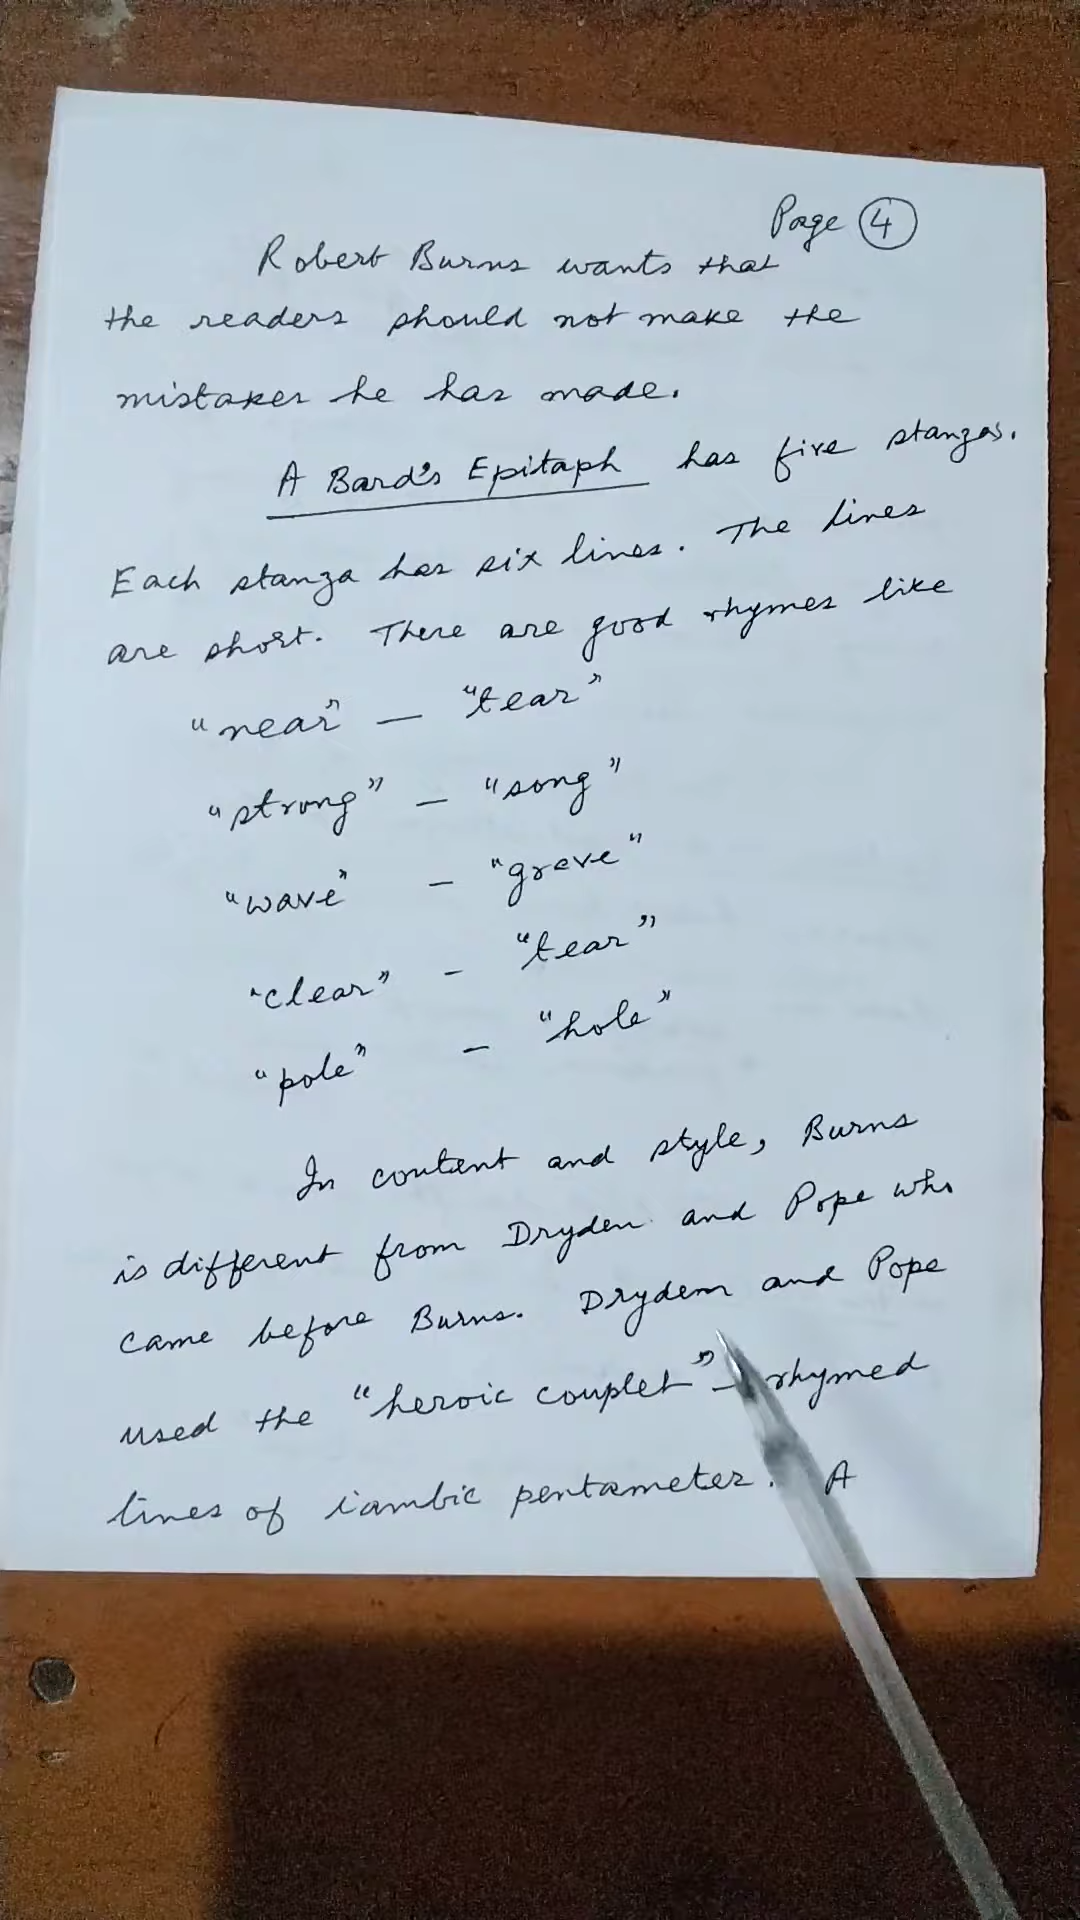 Page 4
Robert Burns wants that
the readers should not make the
mistakes he has made.
A Bard's Epitaph has five stanzas.
Each stanza has six lines. The lines
are short. There are good rhymes like
"near" — "tear"
"strong" — "song"
"wave" — "grave"
"clear" — "tear"
"pole" — "hole"
In content and style, Burns
is different from Dryden and Pope who
came before Burns. Dryden and Pope
used the "heroic couplet" — rhymed
lines of iambic pentameter. A